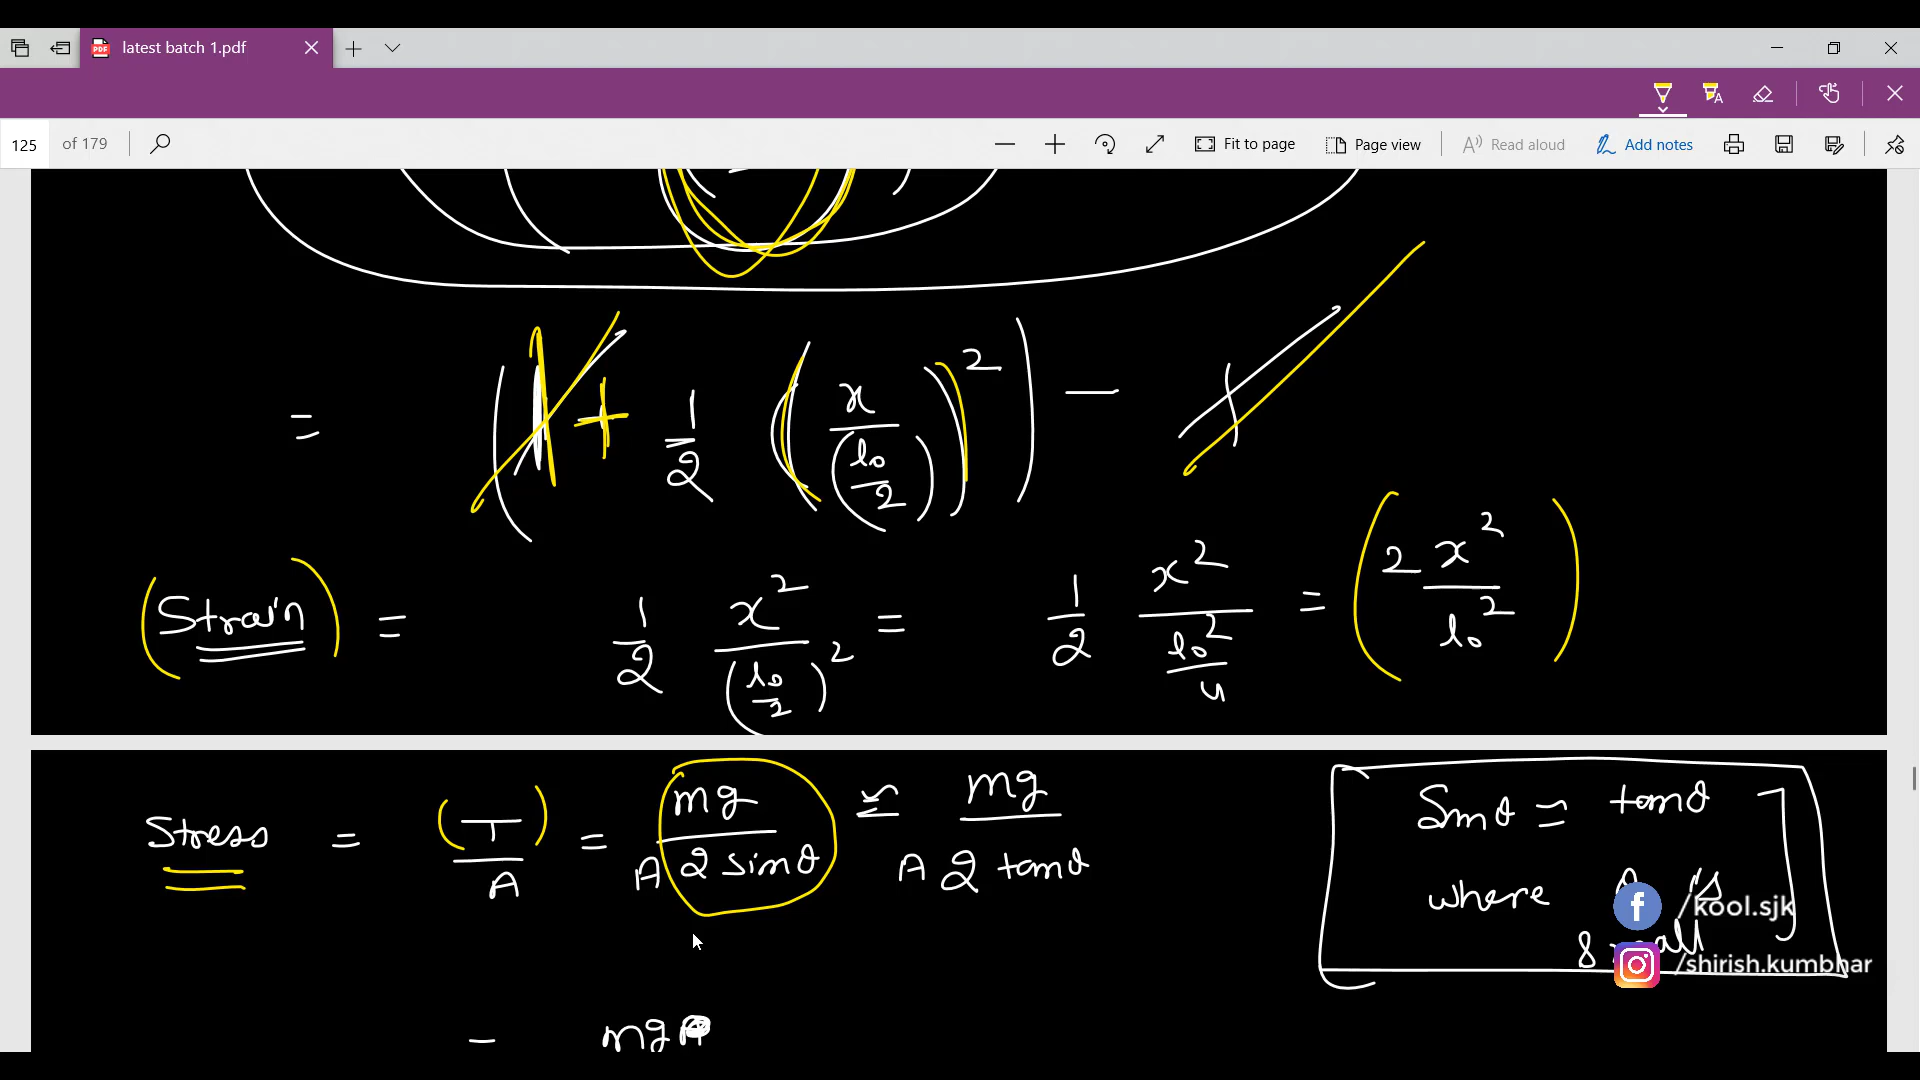 latest batch 1.pdf
125 of 179
Fit to page
Page view
Read aloud
Add notes
= (1 + 1/2 (x/(l₀/2))²) - 1
(Strain) = 1/2 x²/(l₀/2)² = 1/2 x²/(l₀²/4) = (2x²/l₀²)
Stress = (T)/A = mg/(A 2 sinθ) ≃ mg/(A 2 tanθ)
Sinθ ≃ tanθ
where θ is
small
/kool.sjk
/shirish.kumbhar
mg